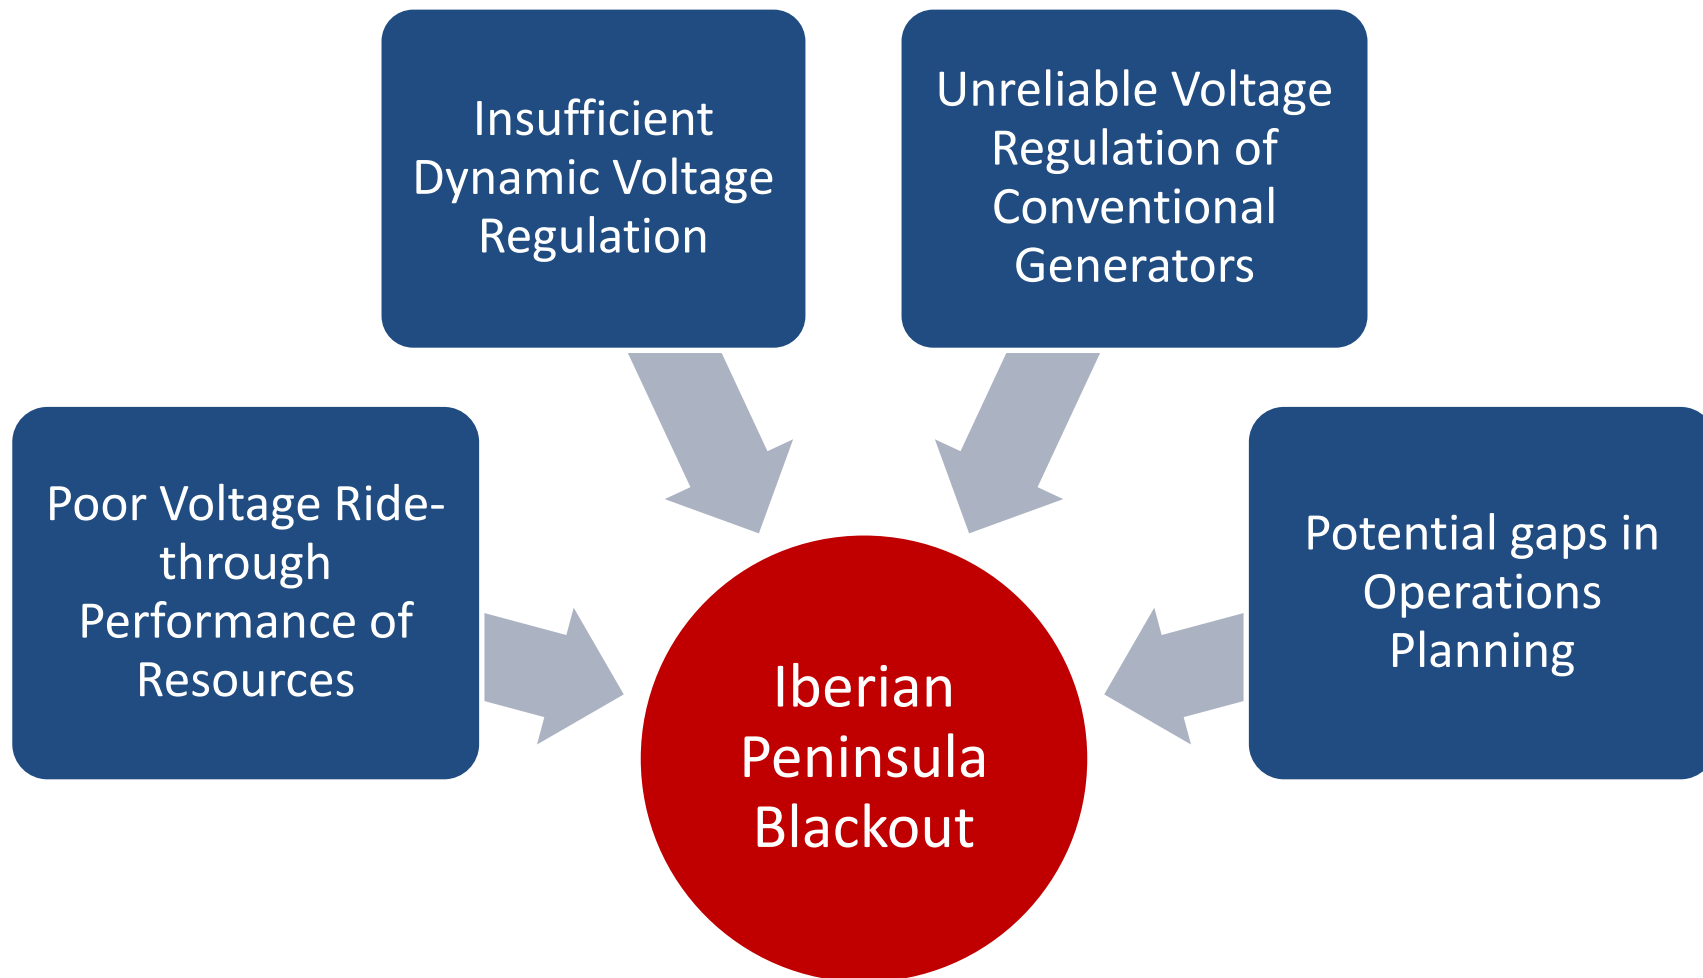 Insufficient
Dynamic Voltage
Regulation
Unreliable Voltage
Regulation of
Conventional
Generators
Poor Voltage Ride-
through
Performance of
Resources
Potential gaps in
Operations
Planning
Iberian
Peninsula
Blackout